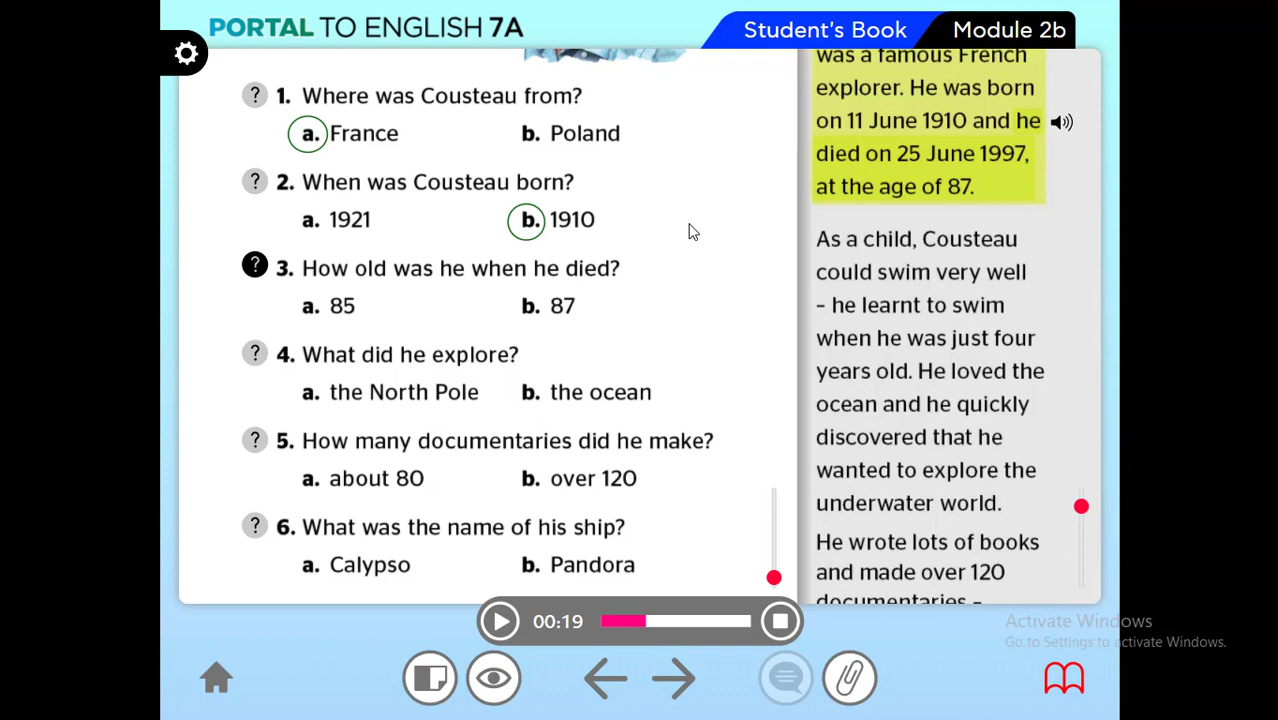 PORTAL TO ENGLISH 7A
Student's Book
Module 2b
? 1. Where was Cousteau from?
a. France b. Poland
? 2. When was Cousteau born?
a. 1921 b. 1910
? 3. How old was he when he died?
a. 85 b. 87
? 4. What did he explore?
a. the North Pole b. the ocean
? 5. How many documentaries did he make?
a. about 80 b. over 120
? 6. What was the name of his ship?
a. Calypso b. Pandora
was a famous French
explorer. He was born
on 11 June 1910 and he
died on 25 June 1997,
at the age of 87.
As a child, Cousteau
could swim very well
– he learnt to swim
when he was just four
years old. He loved the
ocean and he quickly
discovered that he
wanted to explore the
underwater world.
He wrote lots of books
and made over 120
documentaries –
00:19
Activate Windows
Go to Settings to activate Windows.